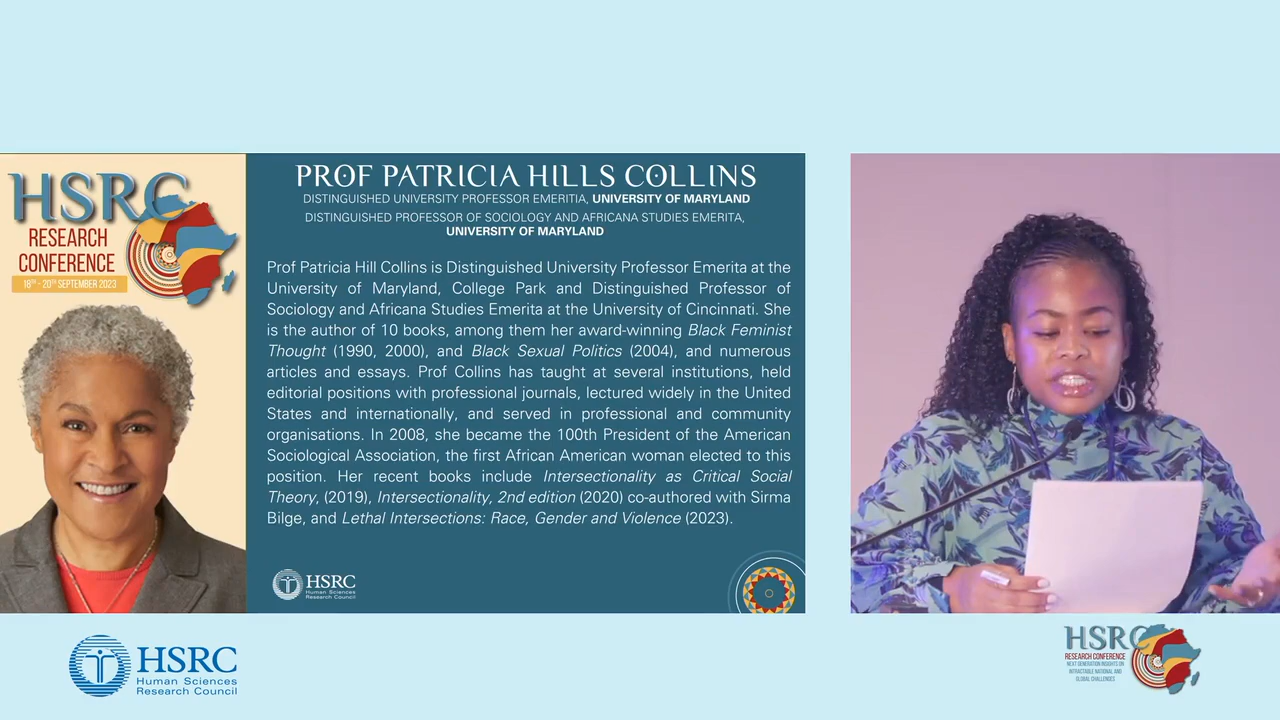 HSRC
RESEARCH
CONFERENCE
18TH - 20TH SEPTEMBER 2023
PROF PATRICIA HILLS COLLINS
DISTINGUISHED UNIVERSITY PROFESSOR EMERITIA, UNIVERSITY OF MARYLAND
DISTINGUISHED PROFESSOR OF SOCIOLOGY AND AFRICANA STUDIES EMERITA,
UNIVERSITY OF MARYLAND
Prof Patricia Hill Collins is Distinguished University Professor Emerita at the
University of Maryland, College Park and Distinguished Professor of
Sociology and Africana Studies Emerita at the University of Cincinnati. She
is the author of 10 books, among them her award-winning Black Feminist
Thought (1990, 2000), and Black Sexual Politics (2004), and numerous
articles and essays. Prof Collins has taught at several institutions, held
editorial positions with professional journals, lectured widely in the United
States and internationally, and served in professional and community
organisations. In 2008, she became the 100th President of the American
Sociological Association, the first African American woman elected to this
position. Her recent books include Intersectionality as Critical Social
Theory, (2019), Intersectionality, 2nd edition (2020) co-authored with Sirma
Bilge, and Lethal Intersections: Race, Gender and Violence (2023).
HSRC
Human Sciences
Research Council
HSRC
Human Sciences
Research Council
HSRC
RESEARCH CONFERENCE
NEXT GENERATION INSIGHTS ON
INTRACTABLE NATIONAL AND
GLOBAL CHALLENGES